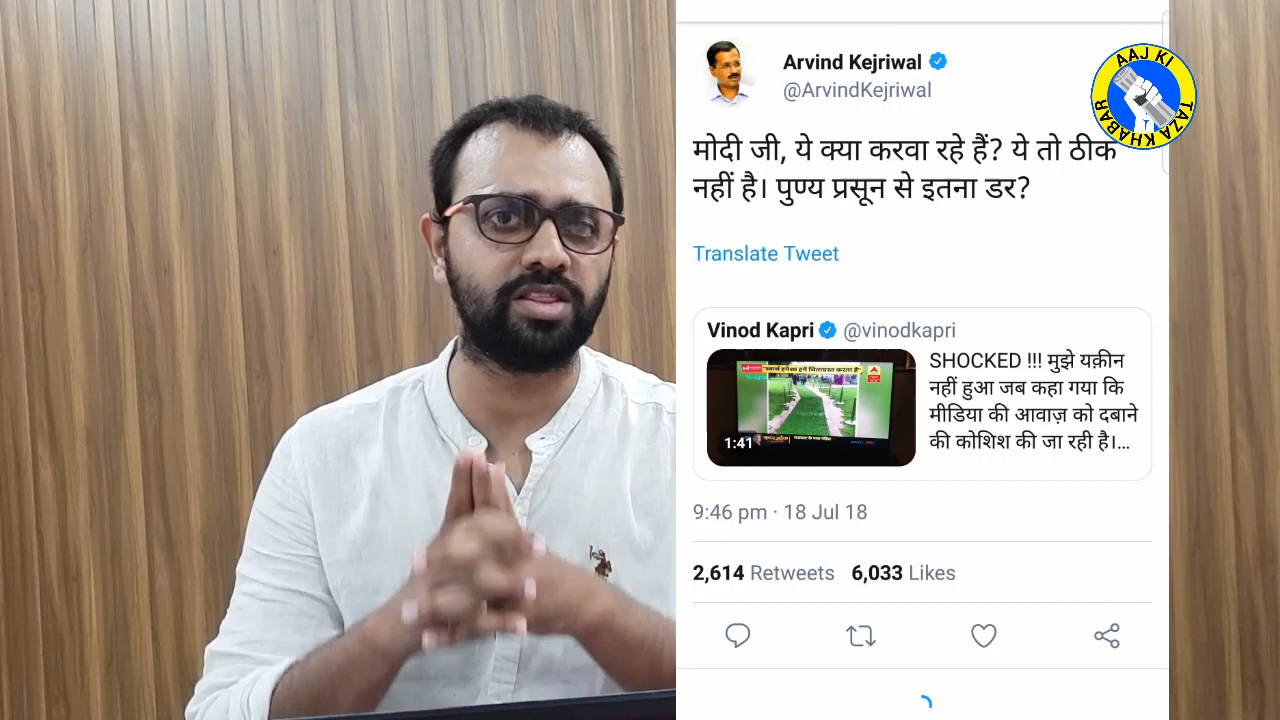 Arvind Kejriwal
@ArvindKejriwal
AAJ KI
TAZA KHABAR
मोदी जी, ये क्या करवा रहे हैं? ये तो ठीक
नहीं है। पुण्य प्रसून से इतना डर?
Translate Tweet
Vinod Kapri @vinodkapri
SHOCKED !!! मुझे यक़ीन
नहीं हुआ जब कहा गया कि
मीडिया की आवाज़ को दबाने
की कोशिश की जा रही है।...
1:41
9:46 pm · 18 Jul 18
2,614 Retweets 6,033 Likes